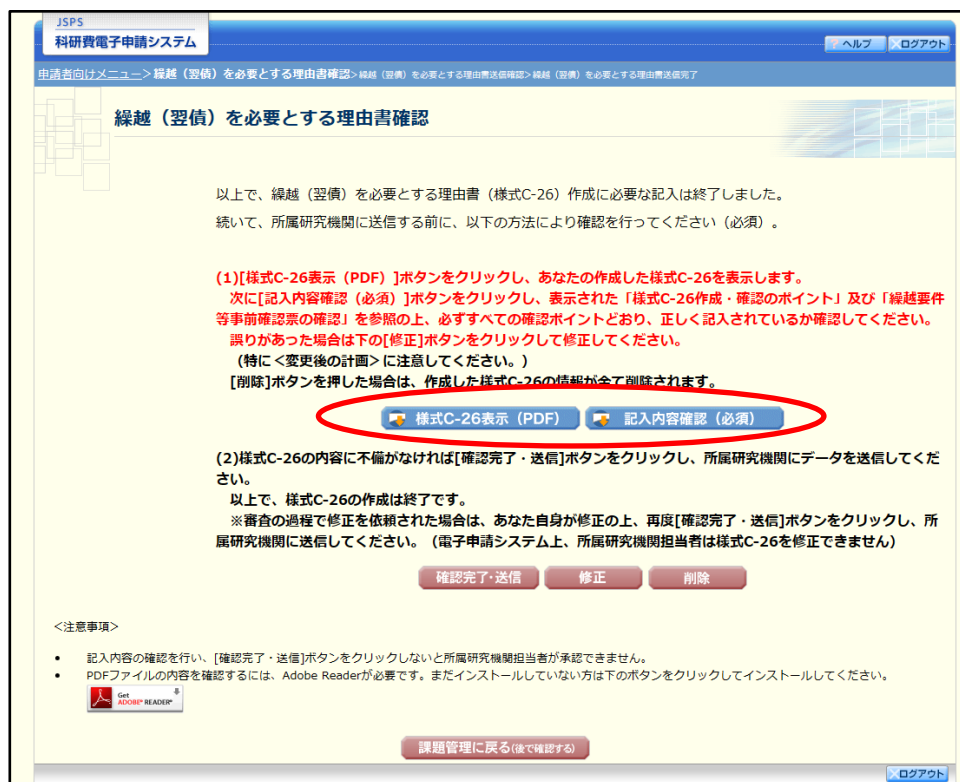 JSPS
科研費電子申請システム
? ヘルプ
ログアウト
申請者向けメニュー>繰越（翌債）を必要とする理由書確認>繰越（翌債）を必要とする理由書送信確認>繰越（翌債）を必要とする理由書送信完了
繰越（翌債）を必要とする理由書確認
以上で、繰越（翌債）を必要とする理由書（様式C-26）作成に必要な記入は終了しました。
続いて、所属研究機関に送信する前に、以下の方法により確認を行ってください（必須）。
(1)[様式C-26表示（PDF）]ボタンをクリックし、あなたの作成した様式C-26を表示します。
次に[記入内容確認（必須）]ボタンをクリックし、表示された「様式C-26作成・確認のポイント」及び「繰越要件
等事前確認票の確認」を参照の上、必ずすべての確認ポイントどおり、正しく記入されているか確認してください。
誤りがあった場合は下の[修正]ボタンをクリックして修正してください。
（特に＜変更後の計画＞に注意してください。）
[削除]ボタンを押した場合は、作成した様式C-26の情報が全て削除されます。
様式C-26表示（PDF）
記入内容確認（必須）
(2)様式C-26の内容に不備がなければ[確認完了・送信]ボタンをクリックし、所属研究機関にデータを送信してくだ
さい。
以上で、様式C-26の作成は終了です。
※審査の過程で修正を依頼された場合は、あなた自身が修正の上、再度[確認完了・送信]ボタンをクリックし、所
属研究機関に送信してください。（電子申請システム上、所属研究機関担当者は様式C-26を修正できません）
確認完了・送信
修正
削除
＜注意事項＞
• 記入内容の確認を行い、[確認完了・送信]ボタンをクリックしないと所属研究機関担当者が承認できません。
• PDFファイルの内容を確認するには、Adobe Readerが必要です。まだインストールしていない方は下のボタンをクリックしてインストールしてください。
Get
ADOBE® READER®
課題管理に戻る(後で確認する)
ログアウト